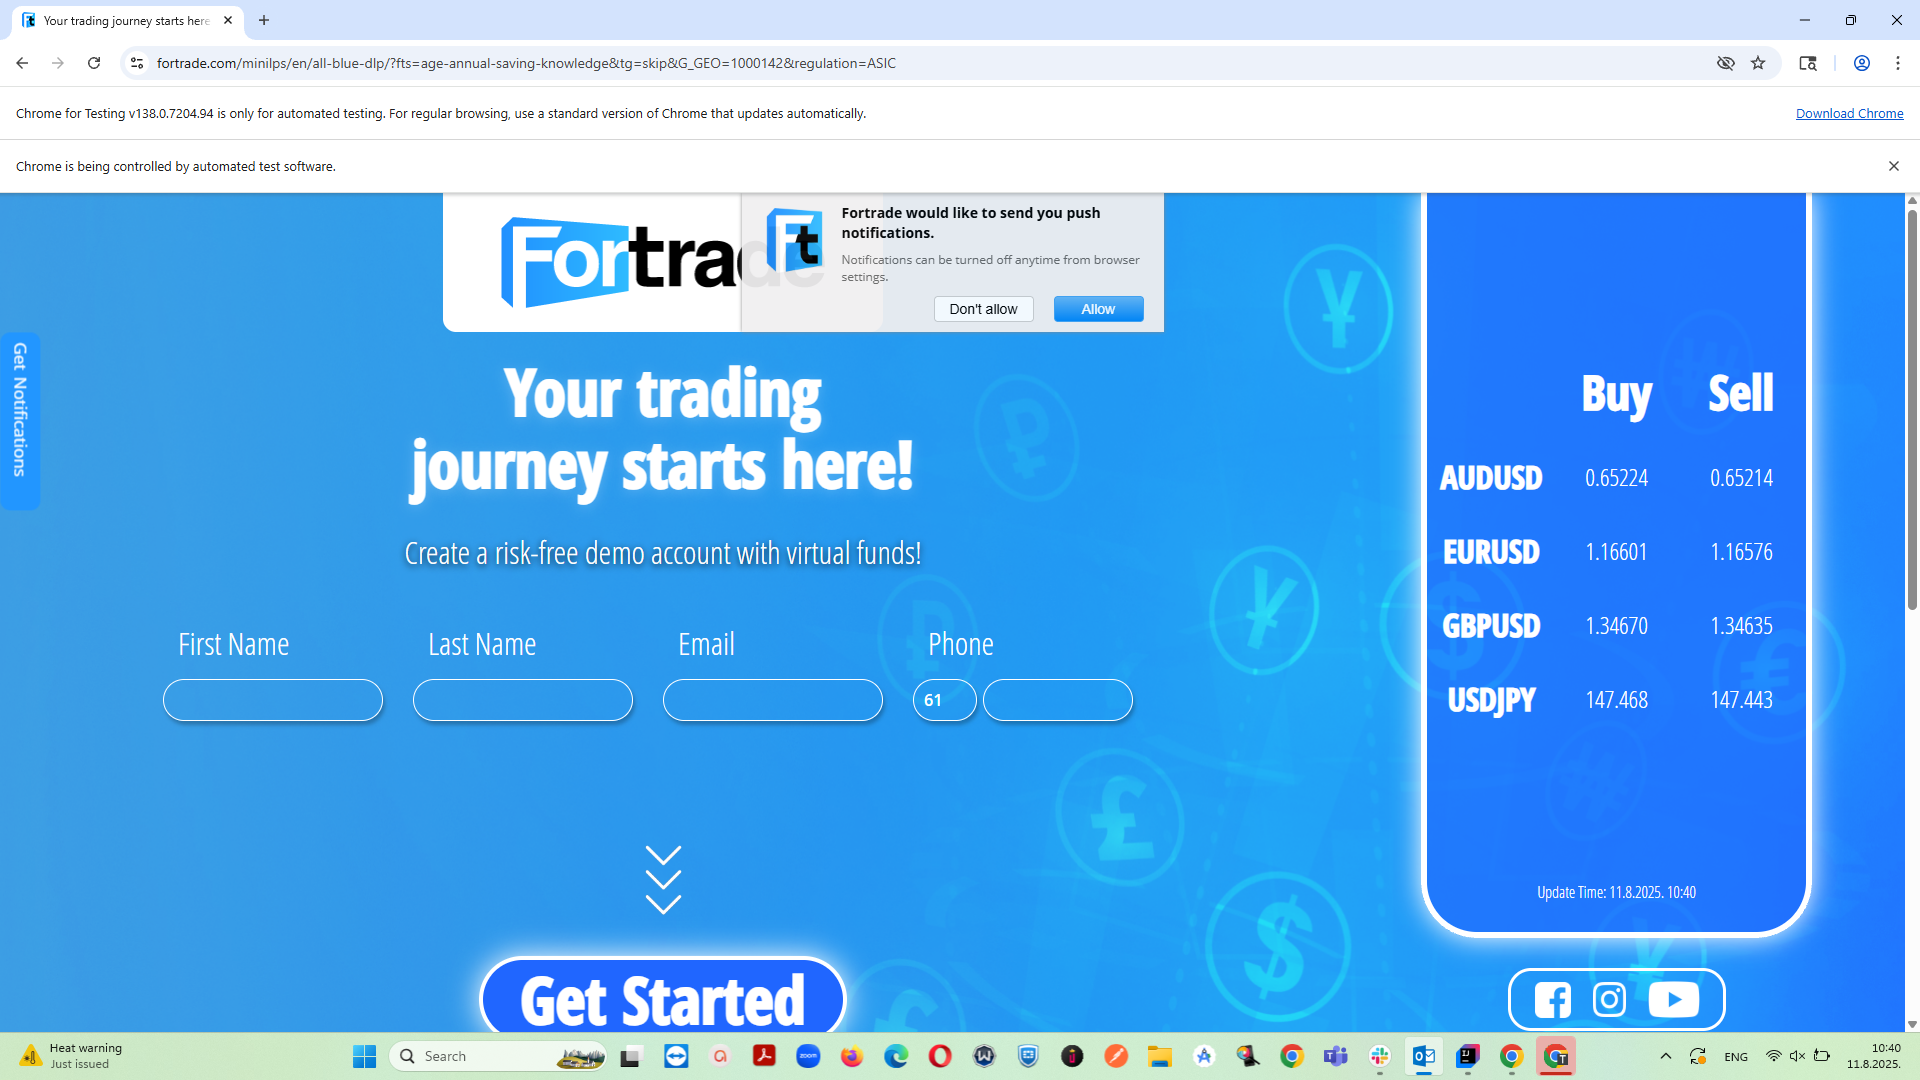 Your trading journey starts here
fortrade.com/minilps/en/all-blue-dlp/?fts=age-annual-saving-knowledge&tg=skip&G_GEO=1000142&regulation=ASIC
Chrome for Testing v138.0.7204.94 is only for automated testing. For regular browsing, use a standard version of Chrome that updates automatically.
Download Chrome
Chrome is being controlled by automated test software.
Fortrade
Ft
Fortrade would like to send you push
notifications.
Notifications can be turned off anytime from browser
settings.
Don't allow
Allow
Get Notifications
Your trading
journey starts here!
Create a risk-free demo account with virtual funds!
First Name
Last Name
Email
Phone
61
Get Started
Buy Sell
AUDUSD 0.65224 0.65214
EURUSD 1.16601 1.16576
GBPUSD 1.34670 1.34635
USDJPY 147.468 147.443
Update Time: 11.8.2025. 10:40
Heat warning
Just issued
Search
zoom
ENG
10:40
11.8.2025.